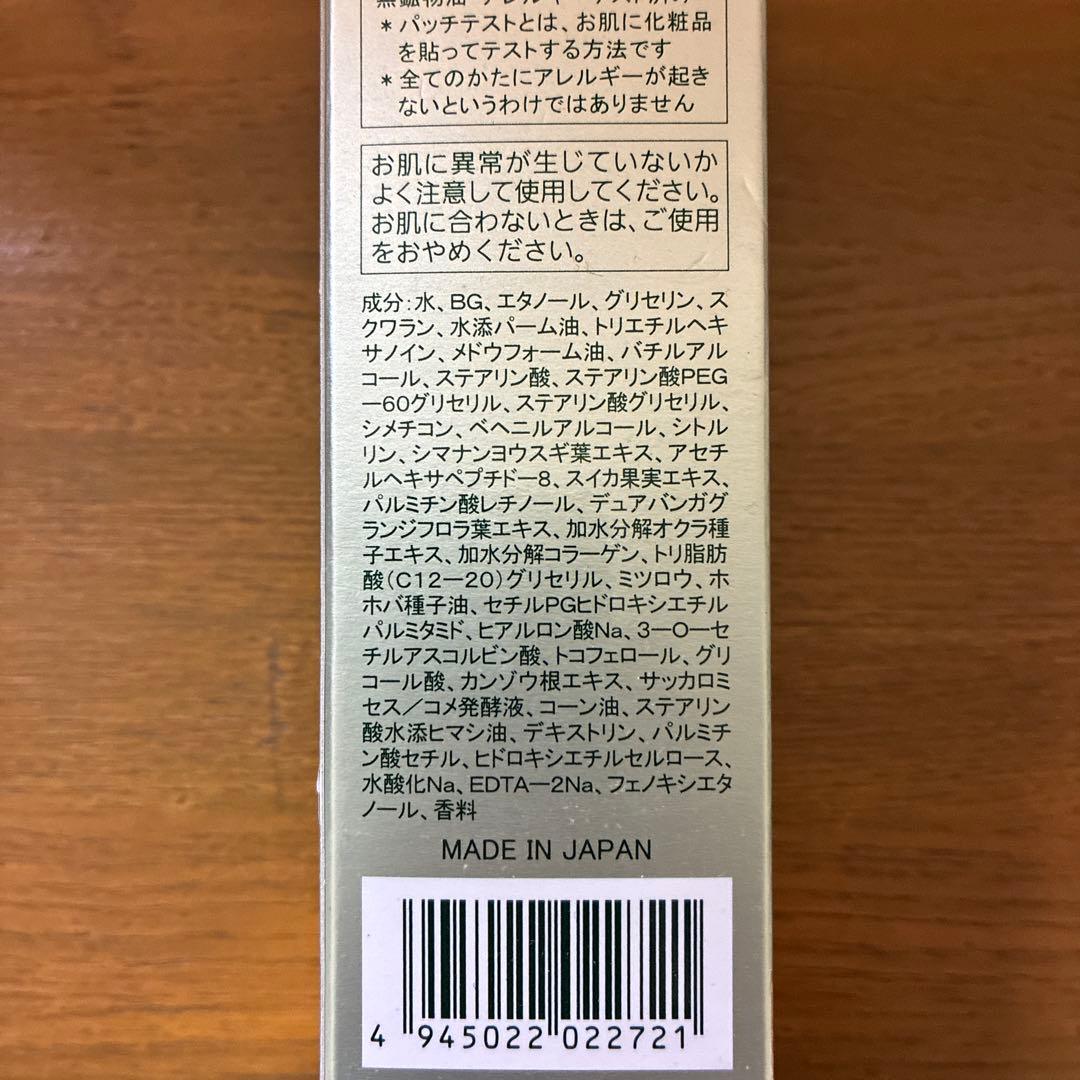 ＊パッチテストとは、お肌に化粧品
を貼ってテストする方法です
＊全てのかたにアレルギーが起き
ないというわけではありません
お肌に異常が生じていないか
よく注意して使用してください。
お肌に合わないときは、ご使用
をおやめください。
成分：水、BG、エタノール、グリセリン、ス
クワラン、水添パーム油、トリエチルヘキ
サノイン、メドウフォーム油、バチルアル
コール、ステアリン酸、ステアリン酸PEG
ー60グリセリル、ステアリン酸グリセリル、
シメチコン、ベヘニルアルコール、シトル
リン、シマナンヨウスギ葉エキス、アセチ
ルヘキサペプチドー8、スイカ果実エキス、
パルミチン酸レチノール、デュアバンガグ
ランジフロラ葉エキス、加水分解オクラ種
子エキス、加水分解コラーゲン、トリ脂肪
酸（C12ー20）グリセリル、ミツロウ、ホ
ホバ種子油、セチルPGヒドロキシエチル
パルミタミド、ヒアルロン酸Na、3ーOーセ
チルアスコルビン酸、トコフェロール、グリ
コール酸、カンゾウ根エキス、サッカロミ
セス／コメ発酵液、コーン油、ステアリン
酸水添ヒマシ油、デキストリン、パルミチ
ン酸セチル、ヒドロキシエチルセルロース、
水酸化Na、EDTAー2Na、フェノキシエタ
ノール、香料
MADE IN JAPAN
4 945022 022721